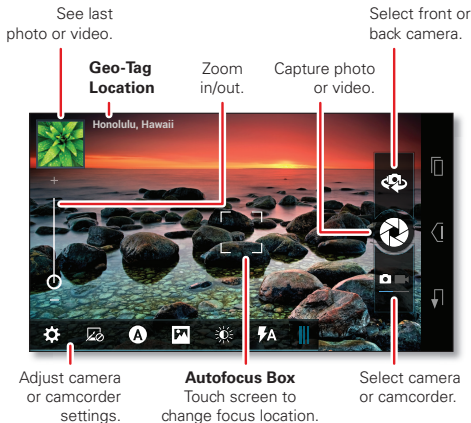 See last
photo or video.
Select front or
back camera.
Geo-Tag
Location
Zoom
in/out.
Capture photo
or video.
Honolulu, Hawaii
+
A
A
Adjust camera
or camcorder
settings.
Autofocus Box
Touch screen to
change focus location.
Select camera
or camcorder.